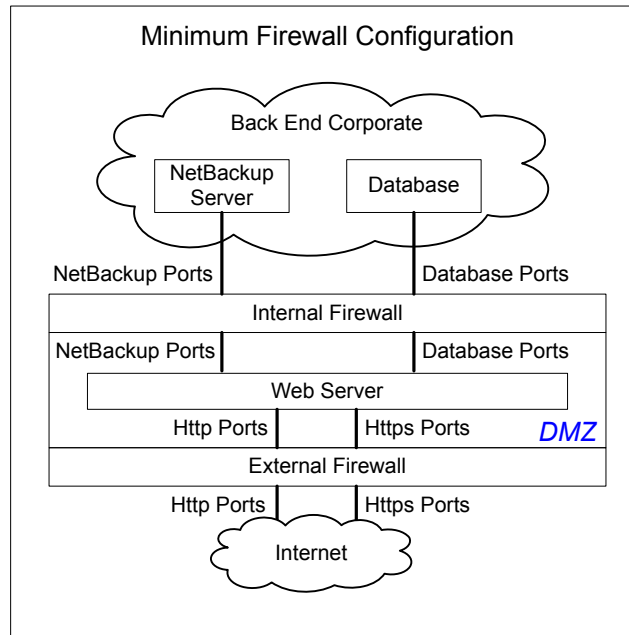 Minimum Firewall Configuration
Back End Corporate
NetBackup
Server
Database
NetBackup Ports
Database Ports
Internal Firewall
NetBackup Ports
Database Ports
Web Server
Http Ports
Https Ports
DMZ
External Firewall
Http Ports
Https Ports
Internet